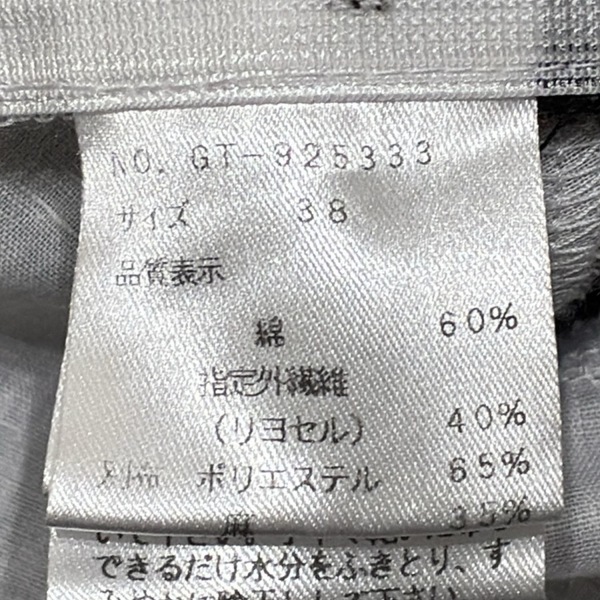 NO. GT-925333
サイズ 38
品質表示
綿 60%
指定外繊維
(リヨセル) 40%
別布 ポリエステル 65%
麻 35%
できるだけ水分をふきとり、す